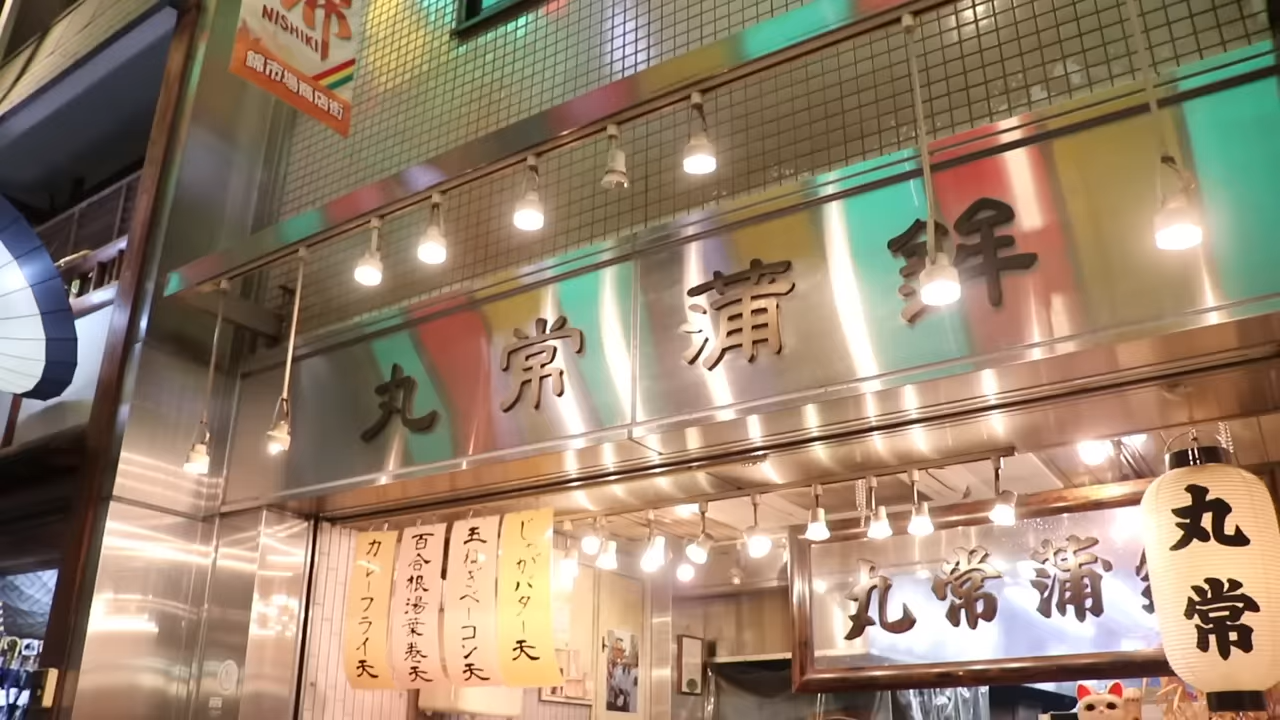 錦
NISHIKI
錦市場商店街
丸常蒲鉾
じゃがバター天
玉ねぎベーコン天
百合根湯葉巻天
カレーフライ天
丸常蒲
丸常